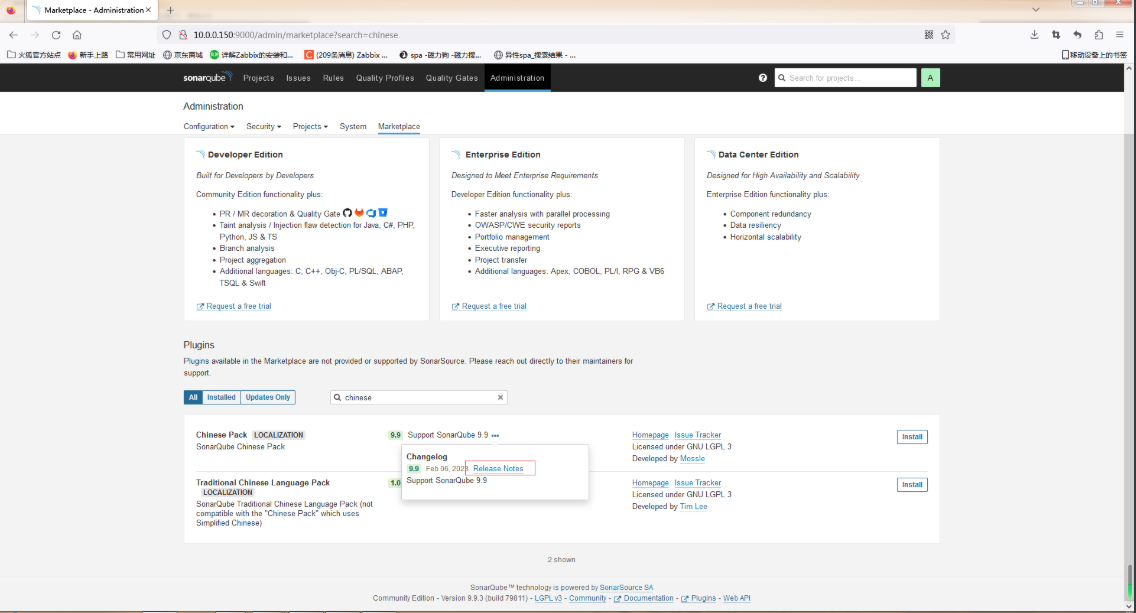 Marketplace - Administration
10.0.0.150:9000/admin/marketplace?search=chinese
火狐官方站点 新手上路 常用网址 京东商城 详解Zabbix的安装和... (209条消息) Zabbix ... spa -磁力狗 -磁力搜... 异性spa_搜索结果 - ... 移动设备上的书签
sonarqube Projects Issues Rules Quality Profiles Quality Gates Administration Search for projects... A
Administration
Configuration Security Projects System Marketplace
Developer Edition
Built for Developers by Developers
Community Edition functionality plus:
PR / MR decoration & Quality Gate
Taint analysis / Injection flaw detection for Java, C#, PHP,
Python, JS & TS
Branch analysis
Project aggregation
Additional languages: C, C++, Obj-C, PL/SQL, ABAP,
TSQL & Swift
Request a free trial
Enterprise Edition
Designed to Meet Enterprise Requirements
Developer Edition functionality plus:
Faster analysis with parallel processing
OWASP/CWE security reports
Portfolio management
Executive reporting
Project transfer
Additional languages: Apex, COBOL, PL/I, RPG & VB6
Request a free trial
Data Center Edition
Designed for High Availability and Scalability
Enterprise Edition functionality plus:
Component redundancy
Data resiliency
Horizontal scalability
Request a free trial
Plugins
Plugins available in the Marketplace are not provided or supported by SonarSource. Please reach out directly to their maintainers for
support.
All Installed Updates Only chinese
Chinese Pack LOCALIZATION
SonarQube Chinese Pack
9.9 Support SonarQube 9.9 •••
Changelog
9.9 Feb 06, 2023 Release Notes
Support SonarQube 9.9
Homepage Issue Tracker
Licensed under GNU LGPL 3
Developed by Mossle
Install
Traditional Chinese Language Pack
LOCALIZATION
SonarQube Traditional Chinese Language Pack (not
compatible with the "Chinese Pack" which uses
Simplified Chinese)
1.0
Homepage Issue Tracker
Licensed under GNU LGPL 3
Developed by Tim Lee
Install
2 shown
SonarQube™ technology is powered by SonarSource SA
Community Edition - Version 9.9.3 (build 79811) - LGPL v3 - Community - Documentation - Plugins - Web API